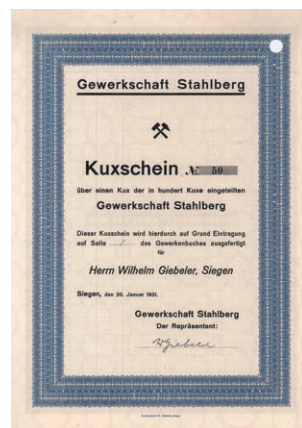 Gewerkschaft Stahlberg
Kuxschein № 50
über einen Kux der in hundert Kuxe eingeteilten
Gewerkschaft Stahlberg
Dieser Kuxschein wird hierdurch auf Grund Eintragung
auf Seite 1 des Gewerkenbuches ausgefertigt
für
Herrn Wilhelm Giebeler, Siegen
Siegen, den 20. Januar 1931.
Gewerkschaft Stahlberg
Der Repräsentant:
WGiebeler